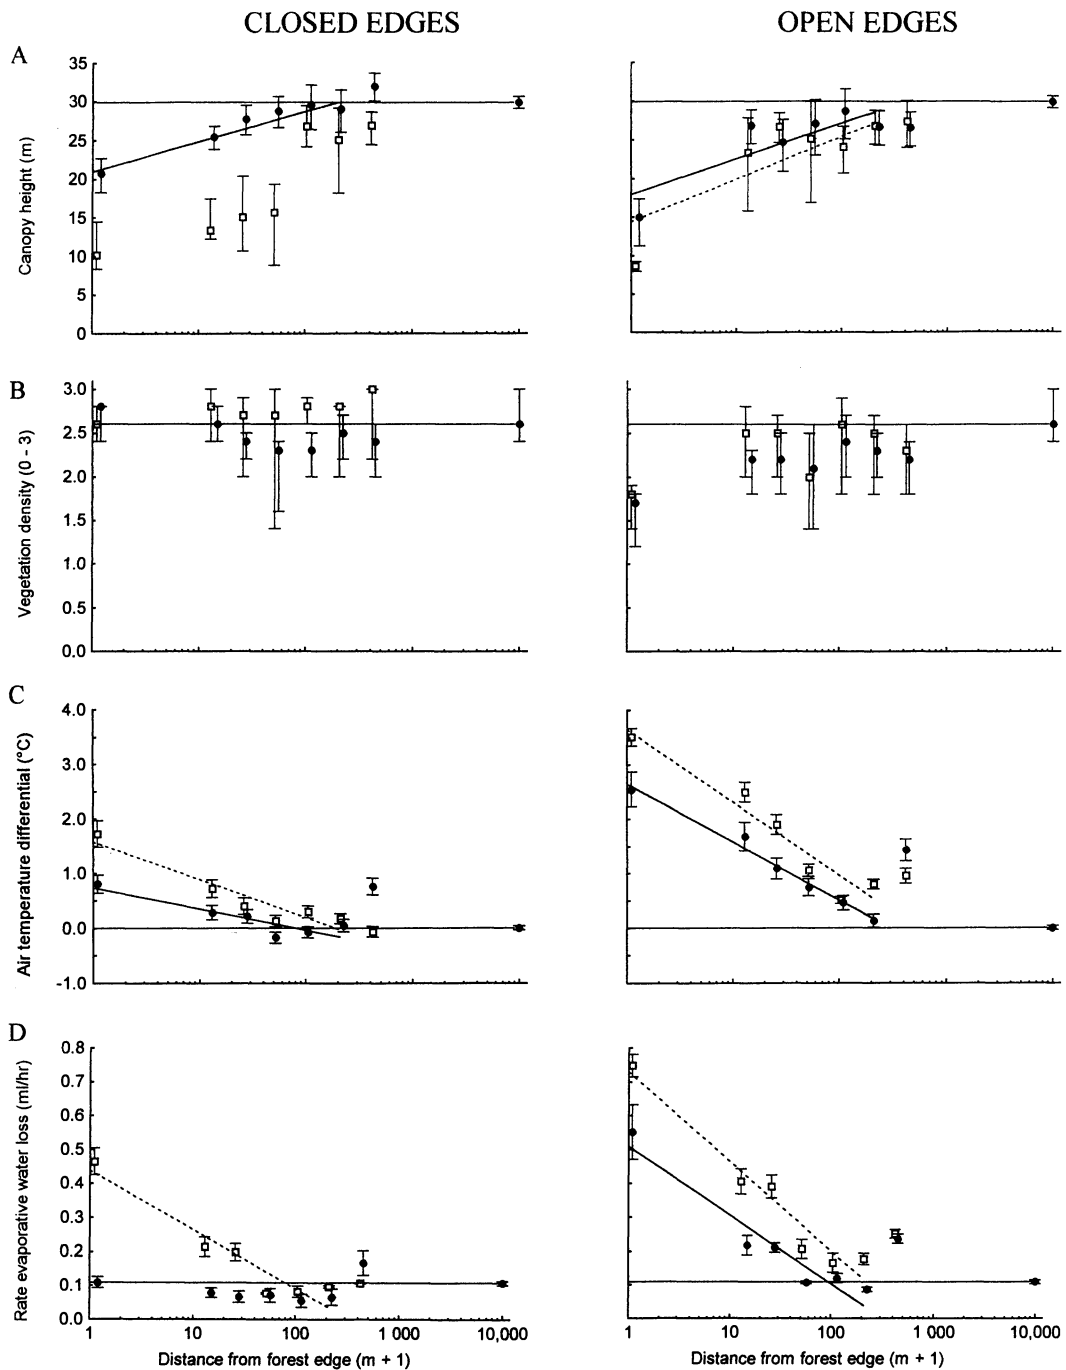 CLOSED EDGES
OPEN EDGES
A
35
30
25
20
15
10
5
0
Canopy height (m)
B
3.0
2.5
2.0
1.5
1.0
0.5
0.0
Vegetation density (0 - 3)
C
4.0
3.0
2.0
1.0
0.0
-1.0
Air temperature differential (°C)
D
0.8
0.7
0.6
0.5
0.4
0.3
0.2
0.1
0.0
Rate evaporative water loss (ml/hr)
1 10 100 1 000 10,000
Distance from forest edge (m + 1)
1 10 100 1 000 10,000
Distance from forest edge (m + 1)